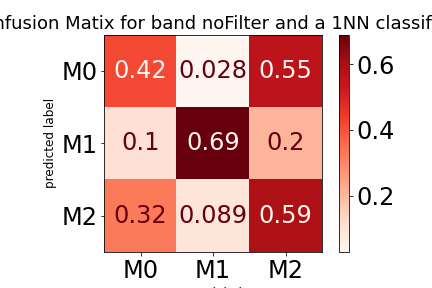 nfusion Matix for band noFilter and a 1NN classif
M0 0.42 0.028 0.55
M1 0.1 0.69 0.2
M2 0.32 0.089 0.59
M0 M1 M2
predicted label
0.6
0.4
0.2